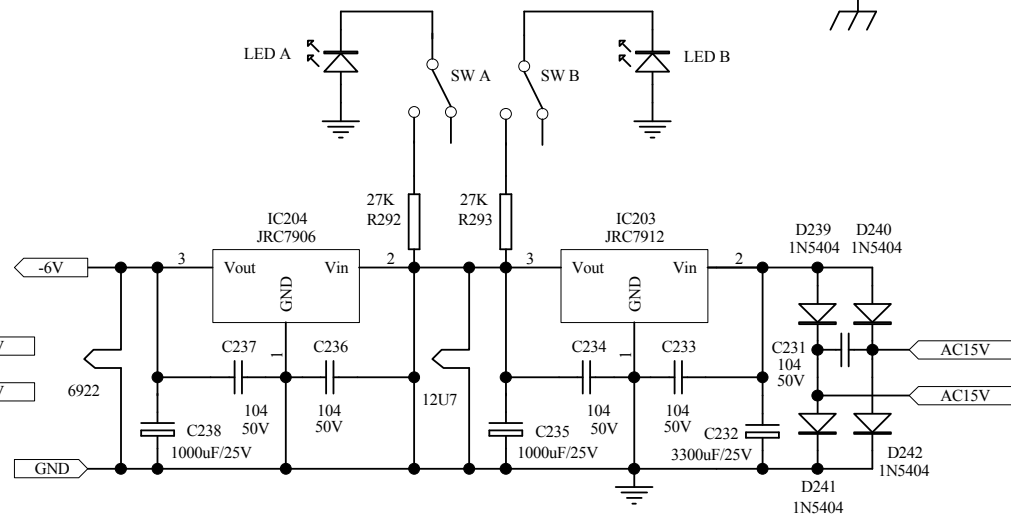 LED A
SW A
SW B
LED B
27K
R292
27K
R293
IC204
JRC7906
IC203
JRC7912
D239
1N5404
D240
1N5404
-6V
3
Vout
Vin
GND
2
3
Vout
Vin
GND
2
1
1
V
V
6922
C237
104
50V
C236
104
50V
12U7
C234
104
50V
C233
104
50V
C231
104
50V
AC15V
AC15V
C238
1000uF/25V
C235
1000uF/25V
C232
3300uF/25V
D242
1N5404
D241
1N5404
GND